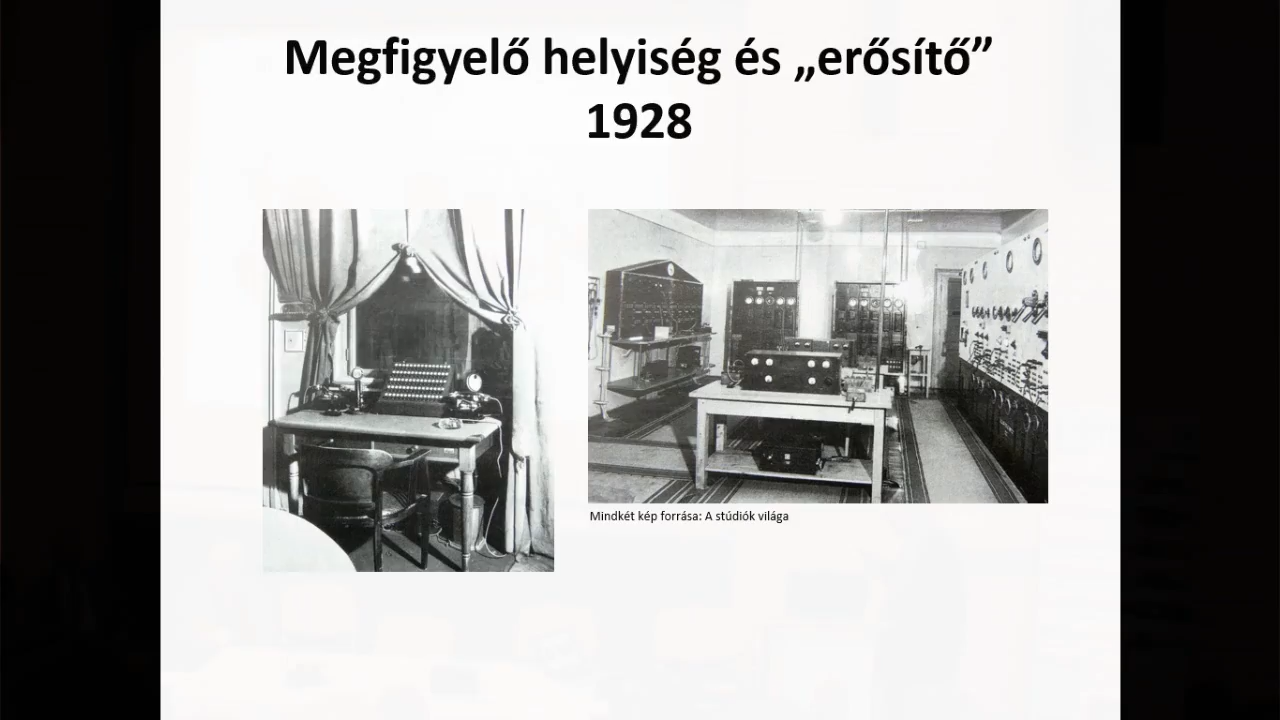 Megfigyelő helyiség és „erősítő”
1928
Mindkét kép forrása: A stúdiók világa